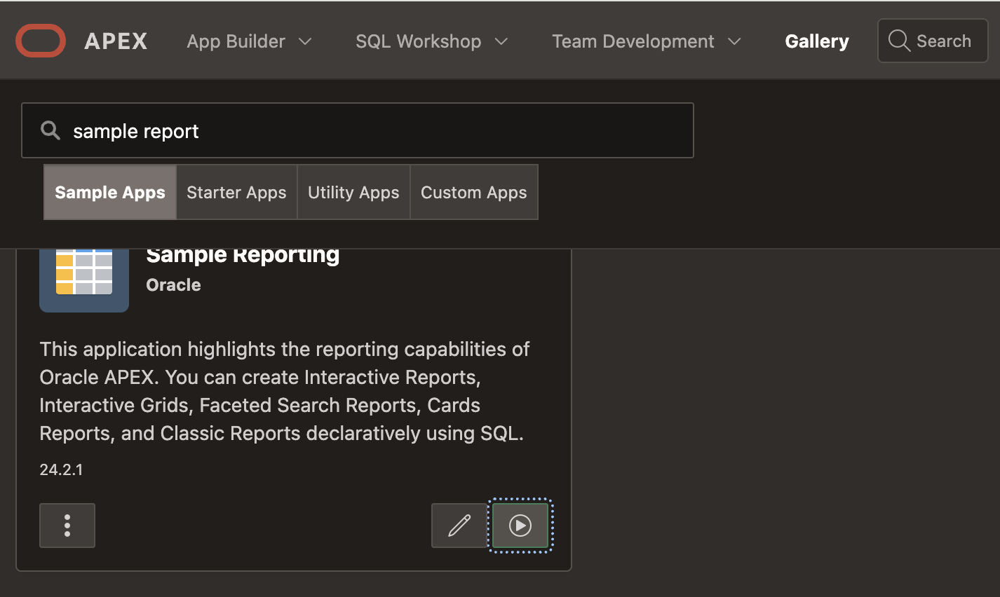 APEX App Builder SQL Workshop Team Development Gallery Search
sample report
Sample Apps Starter Apps Utility Apps Custom Apps
Sample Reporting
Oracle
This application highlights the reporting capabilities of
Oracle APEX. You can create Interactive Reports,
Interactive Grids, Faceted Search Reports, Cards
Reports, and Classic Reports declaratively using SQL.
24.2.1